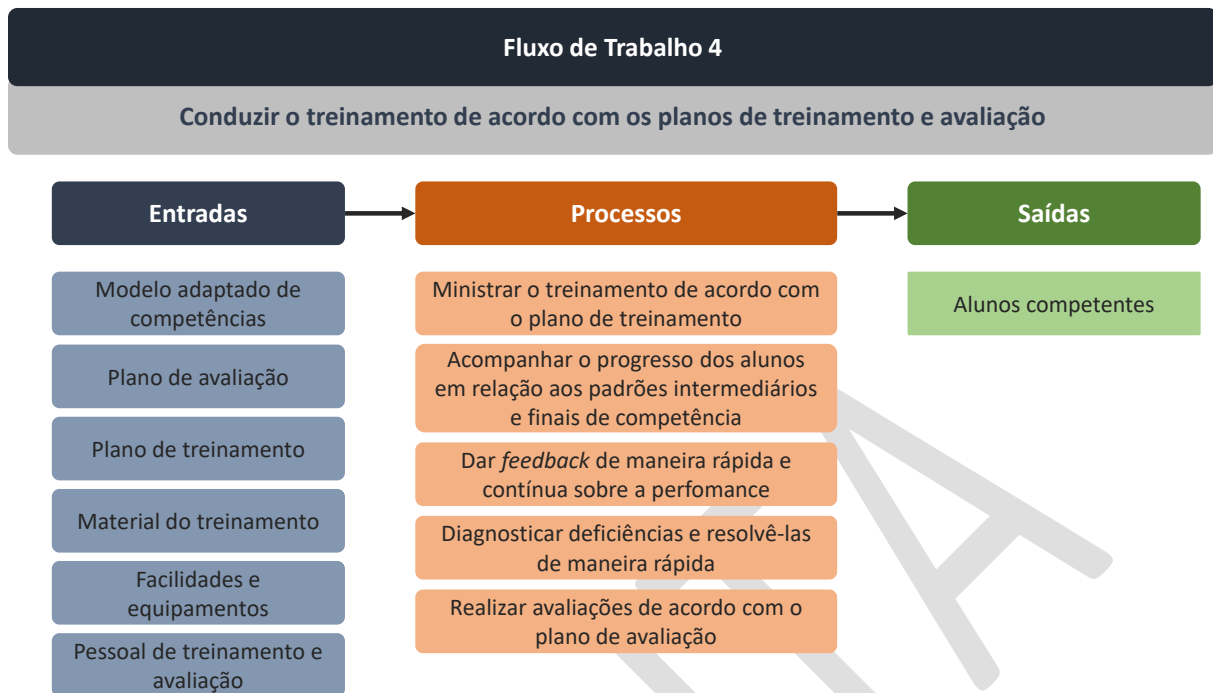 Fluxo de Trabalho 4
Conduzir o treinamento de acordo com os planos de treinamento e avaliação
Entradas
Processos
Saídas
Modelo adaptado de
competências
Plano de avaliação
Plano de treinamento
Material do treinamento
Facilidades e
equipamentos
Pessoal de treinamento e
avaliação
Ministrar o treinamento de acordo com
o plano de treinamento
Acompanhar o progresso dos alunos
em relação aos padrões intermediários
e finais de competência
Dar feedback de maneira rápida e
contínua sobre a perfomance
Diagnosticar deficiências e resolvê-las
de maneira rápida
Realizar avaliações de acordo com o
plano de avaliação
Alunos competentes